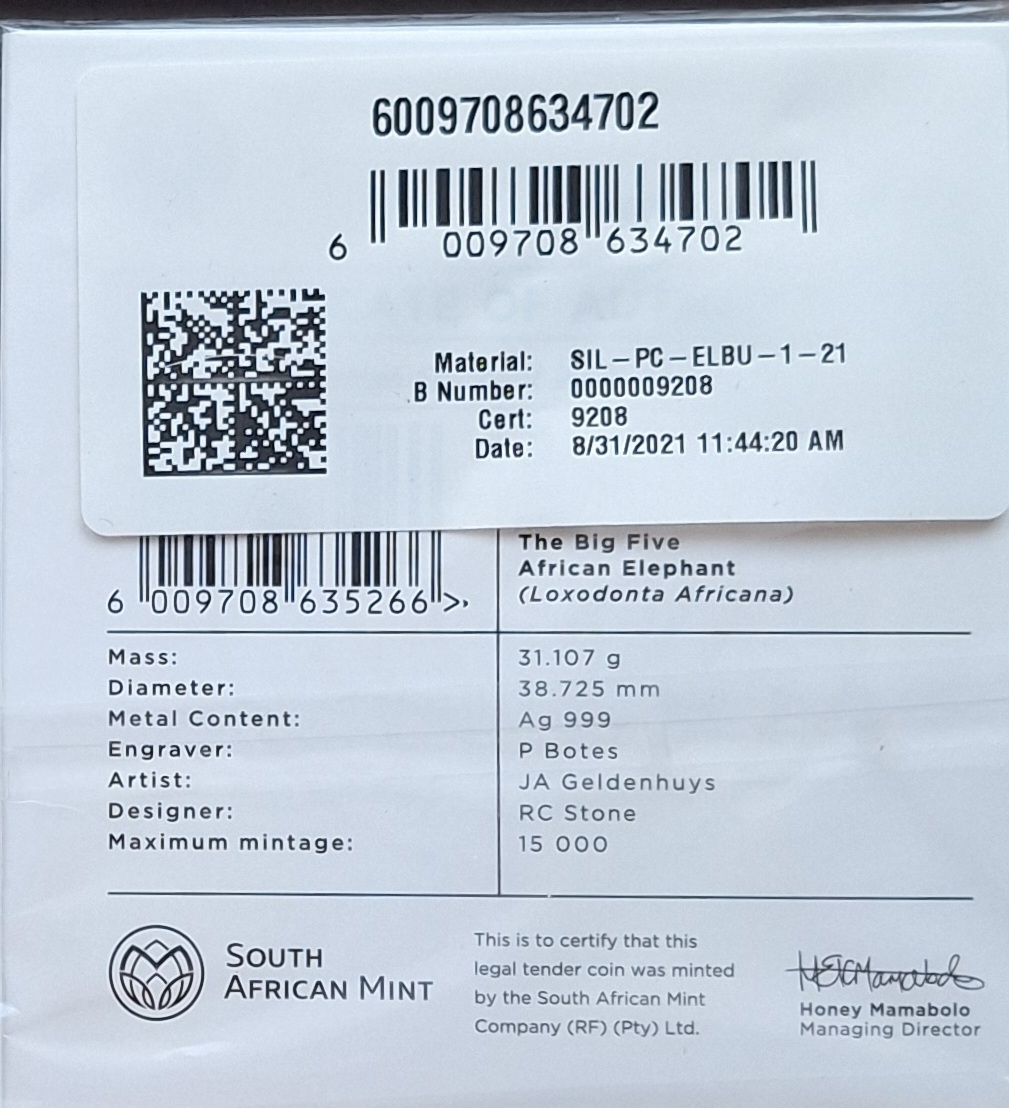 6009708634702
6 009708 634702
Material: SIL-PC-ELBU-1-21
B Number: 0000009208
Cert: 9208
Date: 8/31/2021 11:44:20 AM
6 009708 635266 >
The Big Five
African Elephant
(Loxodonta Africana)
Mass: 31.107 g
Diameter: 38.725 mm
Metal Content: Ag 999
Engraver: P Botes
Artist: JA Geldenhuys
Designer: RC Stone
Maximum mintage: 15 000
SOUTH
AFRICAN MINT
This is to certify that this
legal tender coin was minted
by the South African Mint
Company (RF) (Pty) Ltd.
Honey Mamabolo
Managing Director